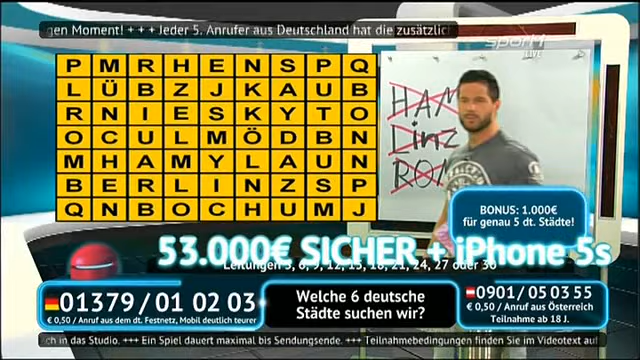 gen Moment! +++ Jeder 5. Anrufer aus Deutschland hat die zusätzlic
sport1
LIVE
P M R H E N S P Q
L Ü B Z J K A U B
R N I E S K Y T O
O C U L M Ö D B N
M H A M Y L A U N
B E R L I N Z S P
Q N B O C H U M J
HAM
Linz
ROM
BONUS: 1.000€
für genau 5 dt. Städte!
53.000€ SICHER + iPhone 5s
Leitungen 3, 6, 9, 12, 15, 18, 21, 24, 27 oder 30
01379/01 02 03
€ 0,50 / Anruf aus dem dt. Festnetz, Mobil deutlich teurer
Welche 6 deutsche
Städte suchen wir?
0901/05 03 55
€ 0,50 / Anruf aus Österreich
Teilnahme ab 18 J.
ich in das Studio. +++ Ein Spiel dauert maximal bis Sendungsende. +++ Teilnahmebedingungen finden Sie im Videotext auf